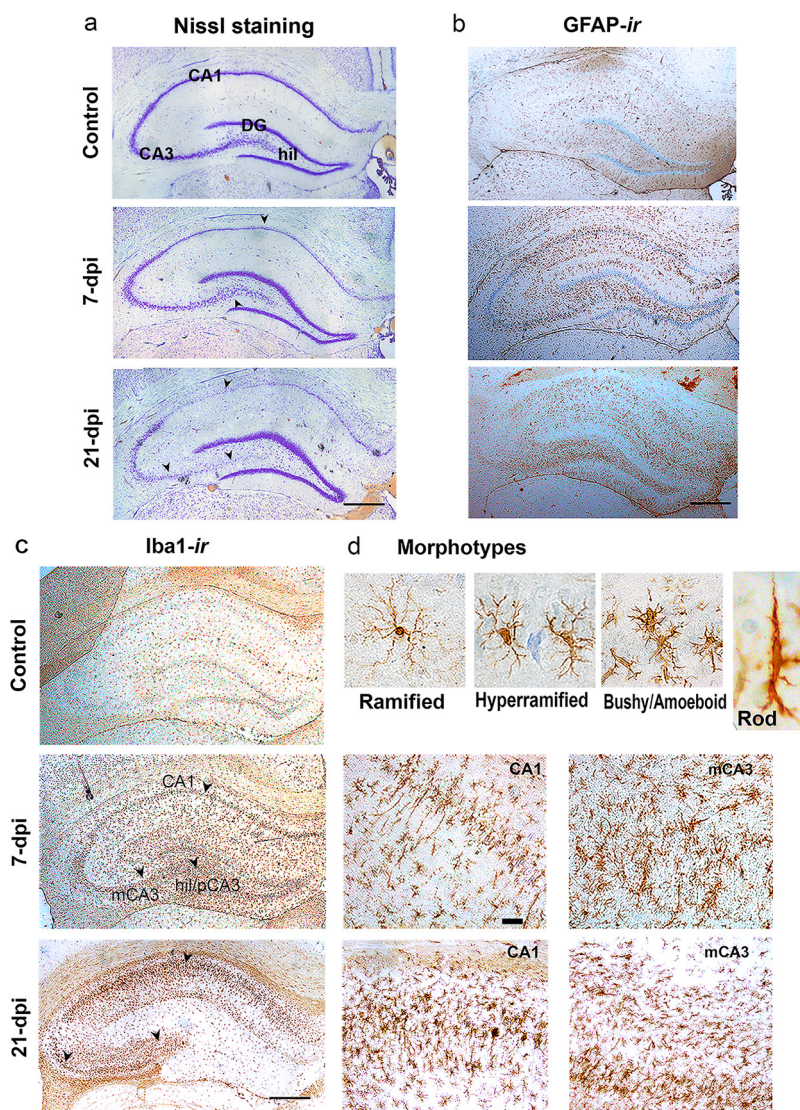 a Nissl staining
b GFAP-ir
Control
CA1
DG
CA3
hil
7-dpi
21-dpi
c Iba1-ir
d Morphotypes
Control
Ramified
Hyperramified
Bushy/Amoeboid
Rod
7-dpi
CA1
mCA3
hil/pCA3
CA1
mCA3
21-dpi
CA1
mCA3